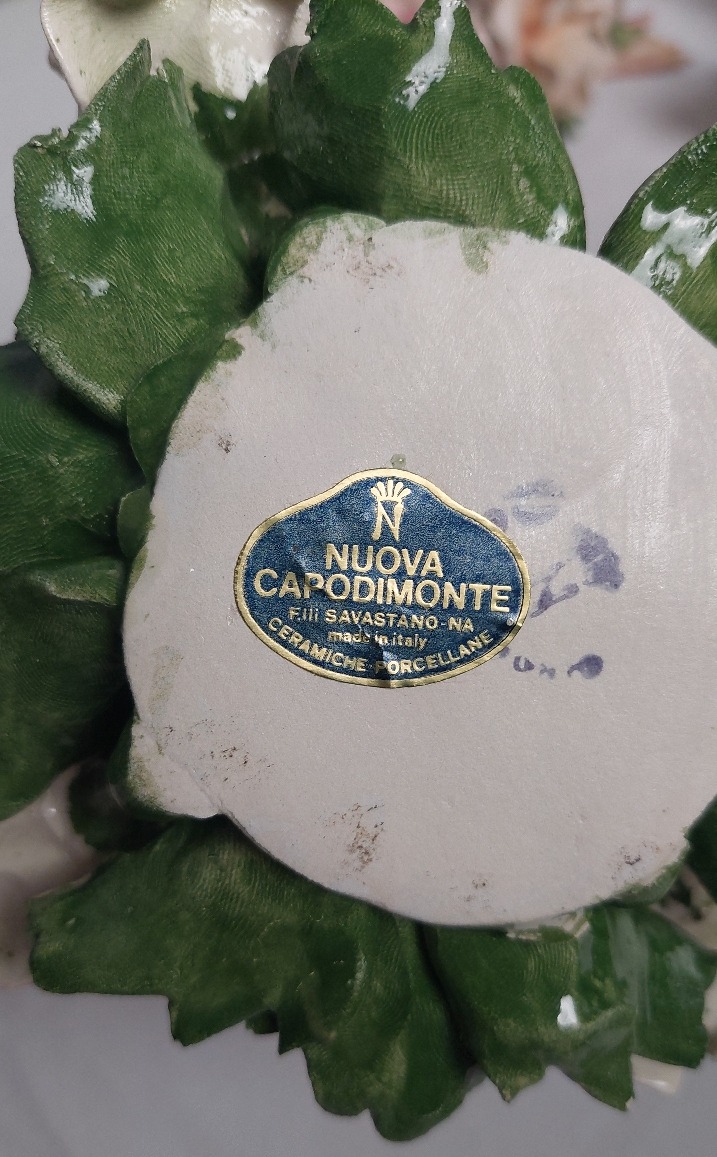 N
NUOVA
CAPODIMONTE
F.lli SAVASTANO-NA
made in italy
CERAMICHE PORCELLANE